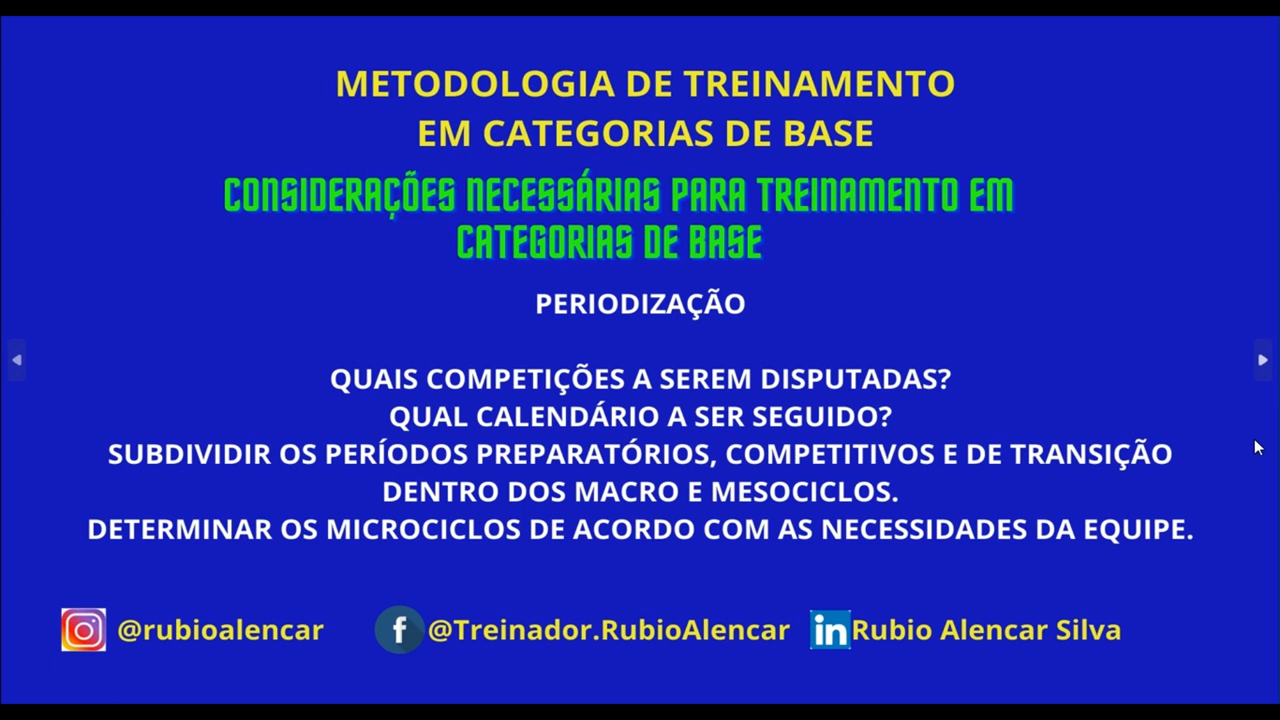 METODOLOGIA DE TREINAMENTO
EM CATEGORIAS DE BASE
CONSIDERAÇÕES NECESSÁRIAS PARA TREINAMENTO EM
CATEGORIAS DE BASE
PERIODIZAÇÃO
QUAIS COMPETIÇÕES A SEREM DISPUTADAS?
QUAL CALENDÁRIO A SER SEGUIDO?
SUBDIVIDIR OS PERÍODOS PREPARATÓRIOS, COMPETITIVOS E DE TRANSIÇÃO
DENTRO DOS MACRO E MESOCICLOS.
DETERMINAR OS MICROCICLOS DE ACORDO COM AS NECESSIDADES DA EQUIPE.
@rubioalencar
f @Treinador.RubioAlencar
in Rubio Alencar Silva